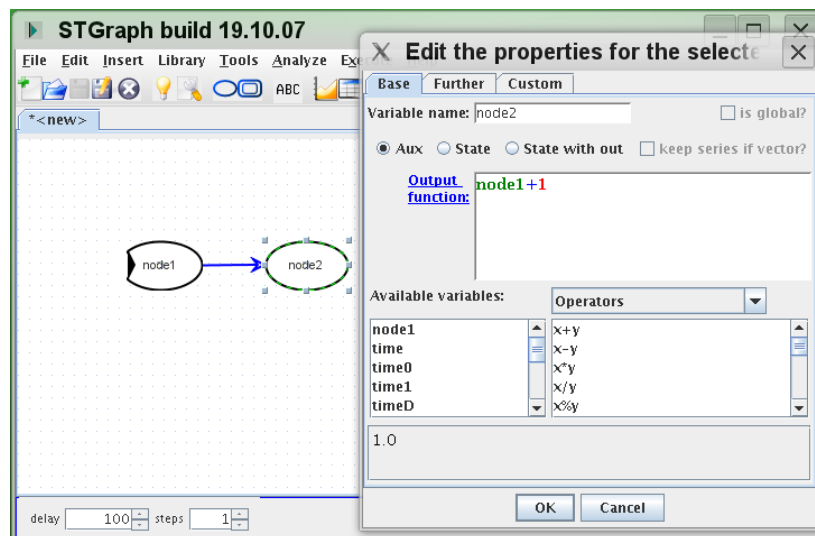 STGraph build 19.10.07
File Edit Insert Library Tools Analyze
ABC
*<new>
node1
node2
delay 100 steps 1
X Edit the properties for the selecte
Base Further Custom
Variable name: node2 is global?
Aux State State with out keep series if vector?
Output function:
node1+1
Available variables: Operators
node1
time
time0
time1
timeD
x+y
x-y
x*y
x/y
x%y
1.0
OK Cancel